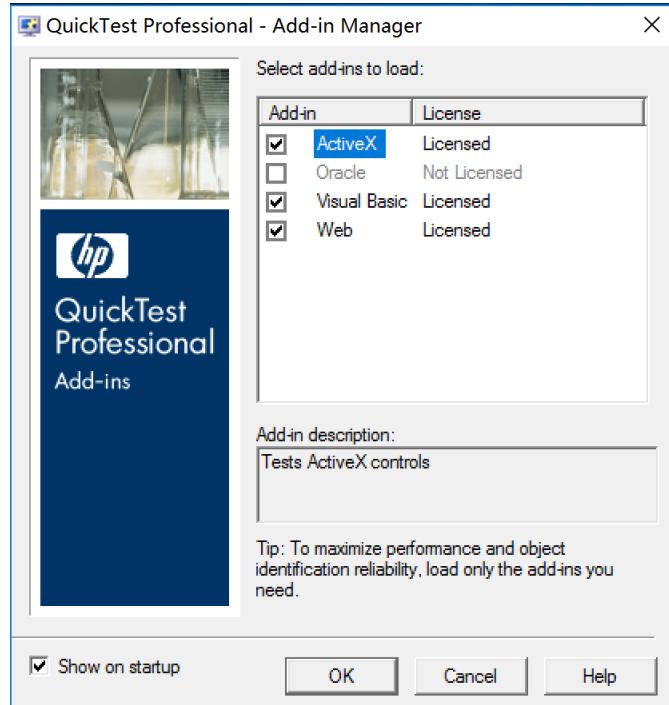 QuickTest Professional - Add-in Manager
Select add-ins to load:
Add-in License
ActiveX Licensed
Oracle Not Licensed
Visual Basic Licensed
Web Licensed
hp
QuickTest
Professional
Add-ins
Add-in description:
Tests ActiveX controls
Tip: To maximize performance and object
identification reliability, load only the add-ins you
need.
Show on startup
OK Cancel Help